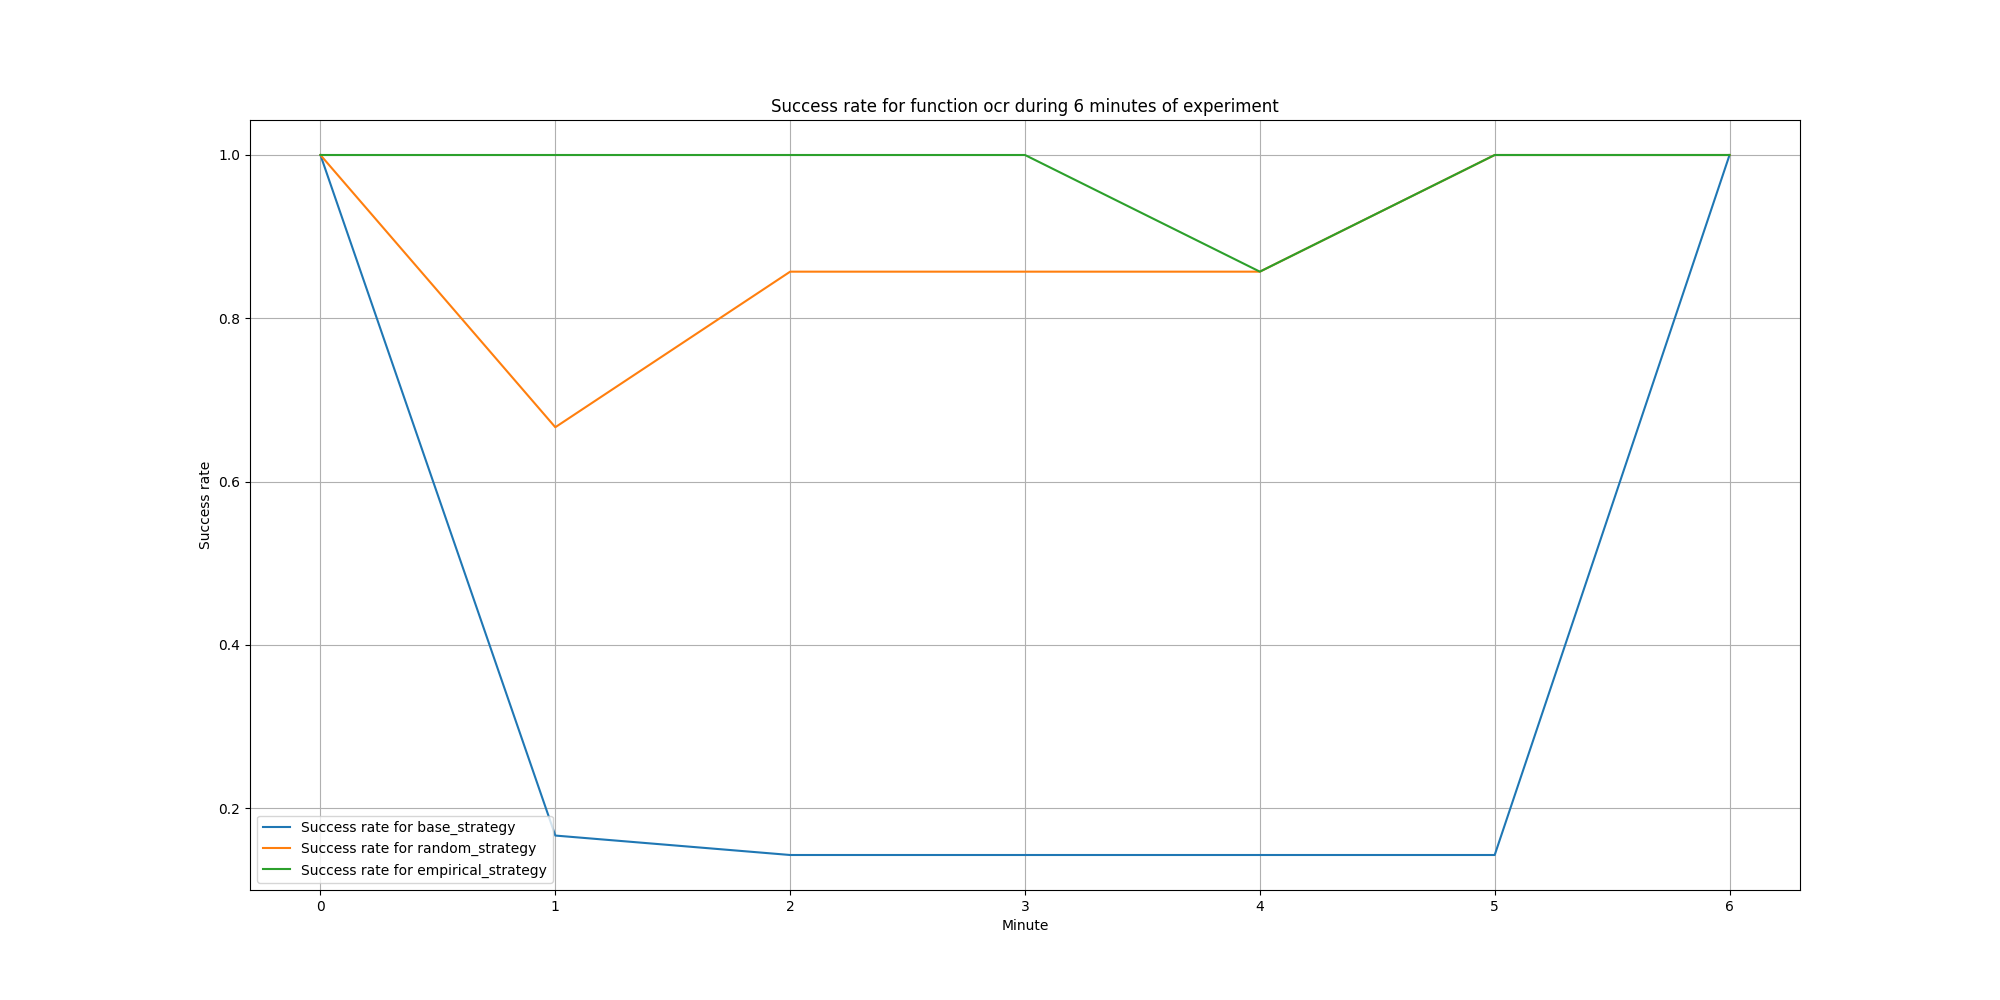 Success rate for function ocr during 6 minutes of experiment
1.0
0.8
0.6
0.4
0.2
Success rate
Success rate for base_strategy
Success rate for random_strategy
Success rate for empirical_strategy
0 1 2 3 4 5 6
Minute